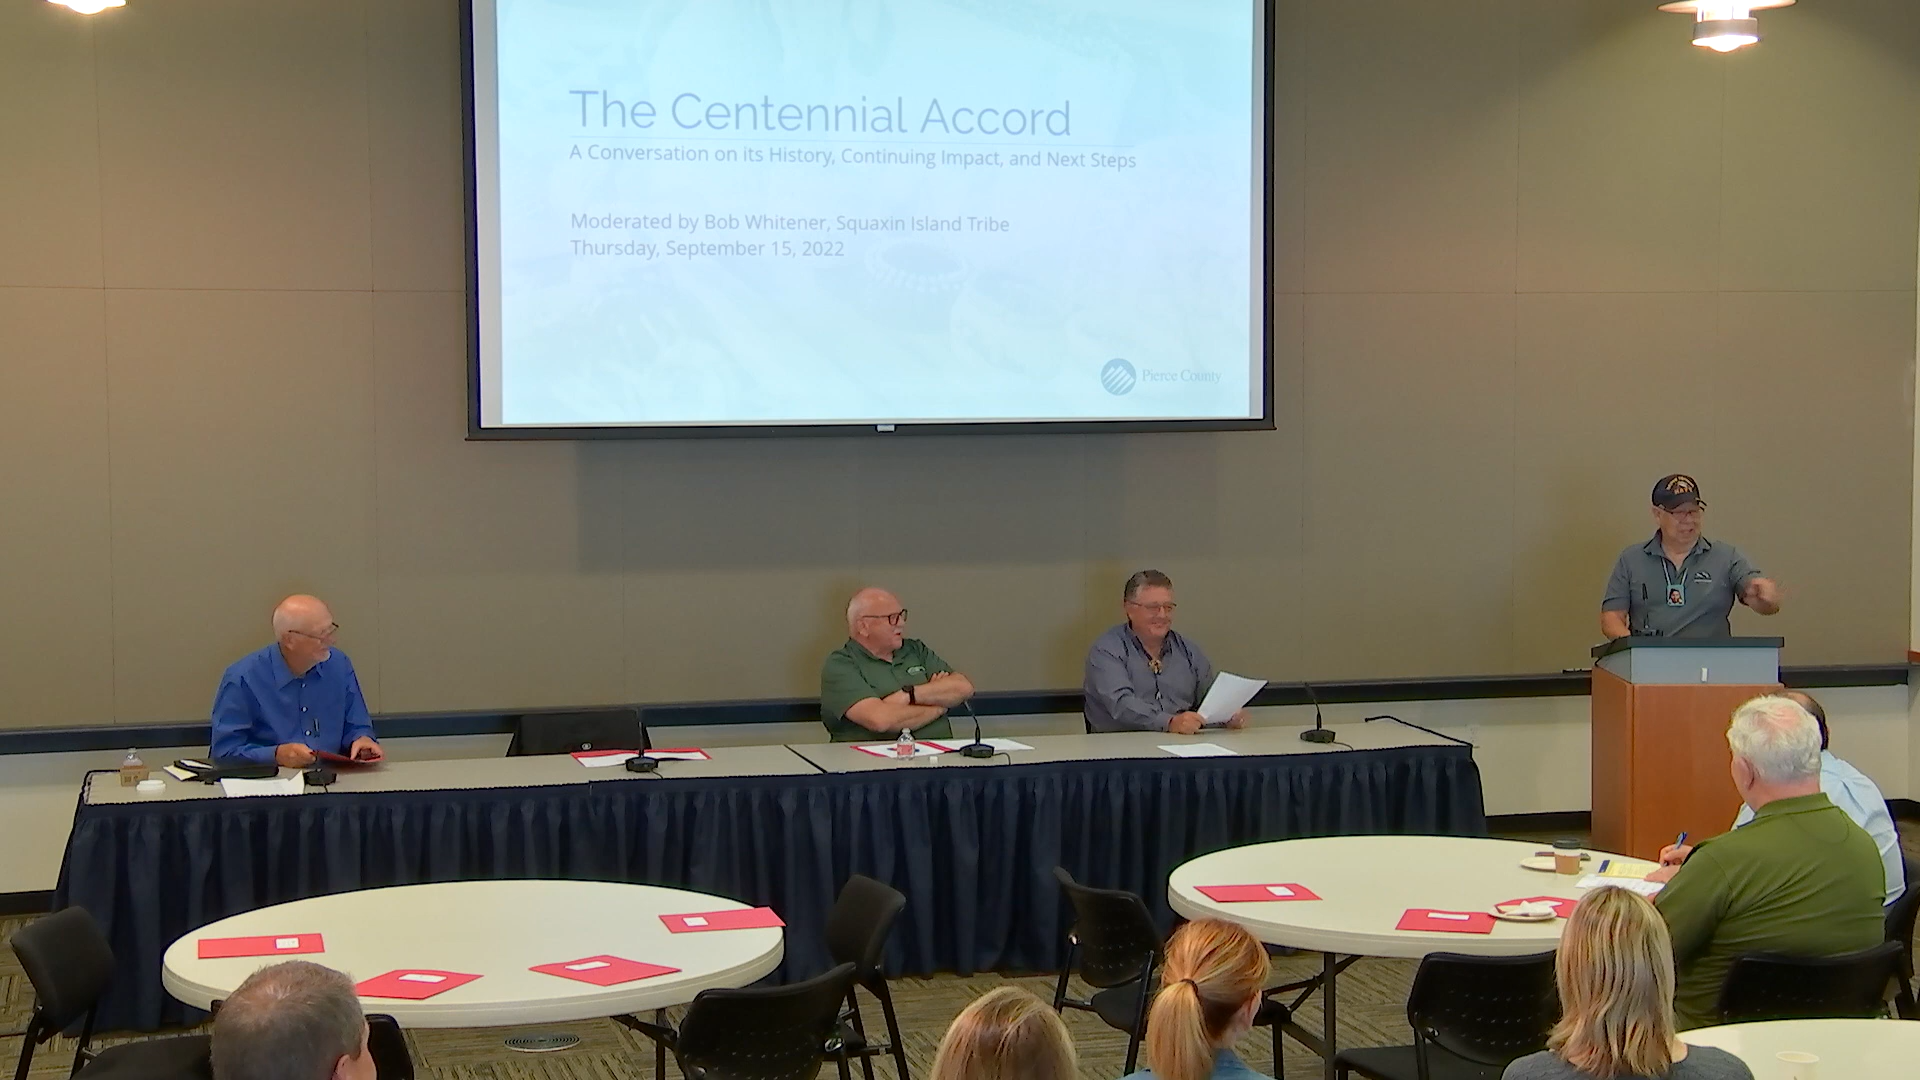 The Centennial Accord
A Conversation on its History, Continuing Impact, and Next Steps
Moderated by Bob Whitener, Squaxin Island Tribe
Thursday, September 15, 2022
Pierce County
NAVY